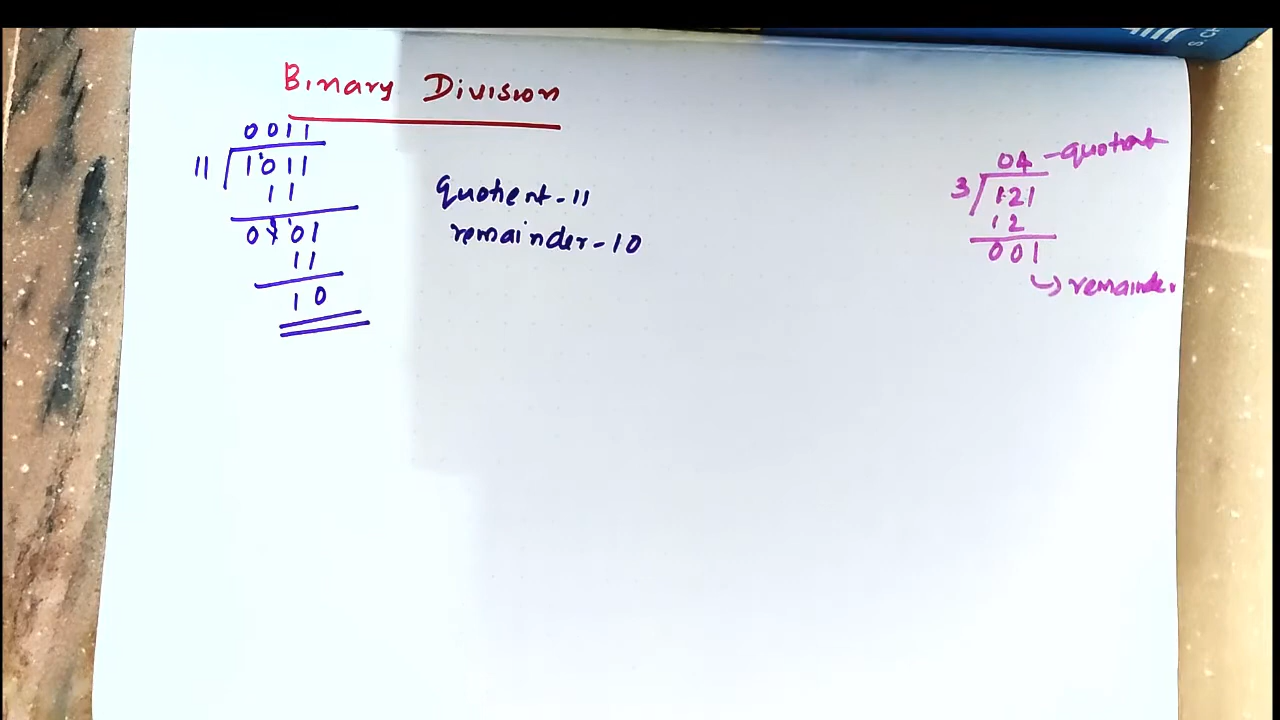 Binary Division
0011
11 1011
11
0101
11
10
quotient-11
remainder-10
04 -quotient
3 121
12
001
remainder